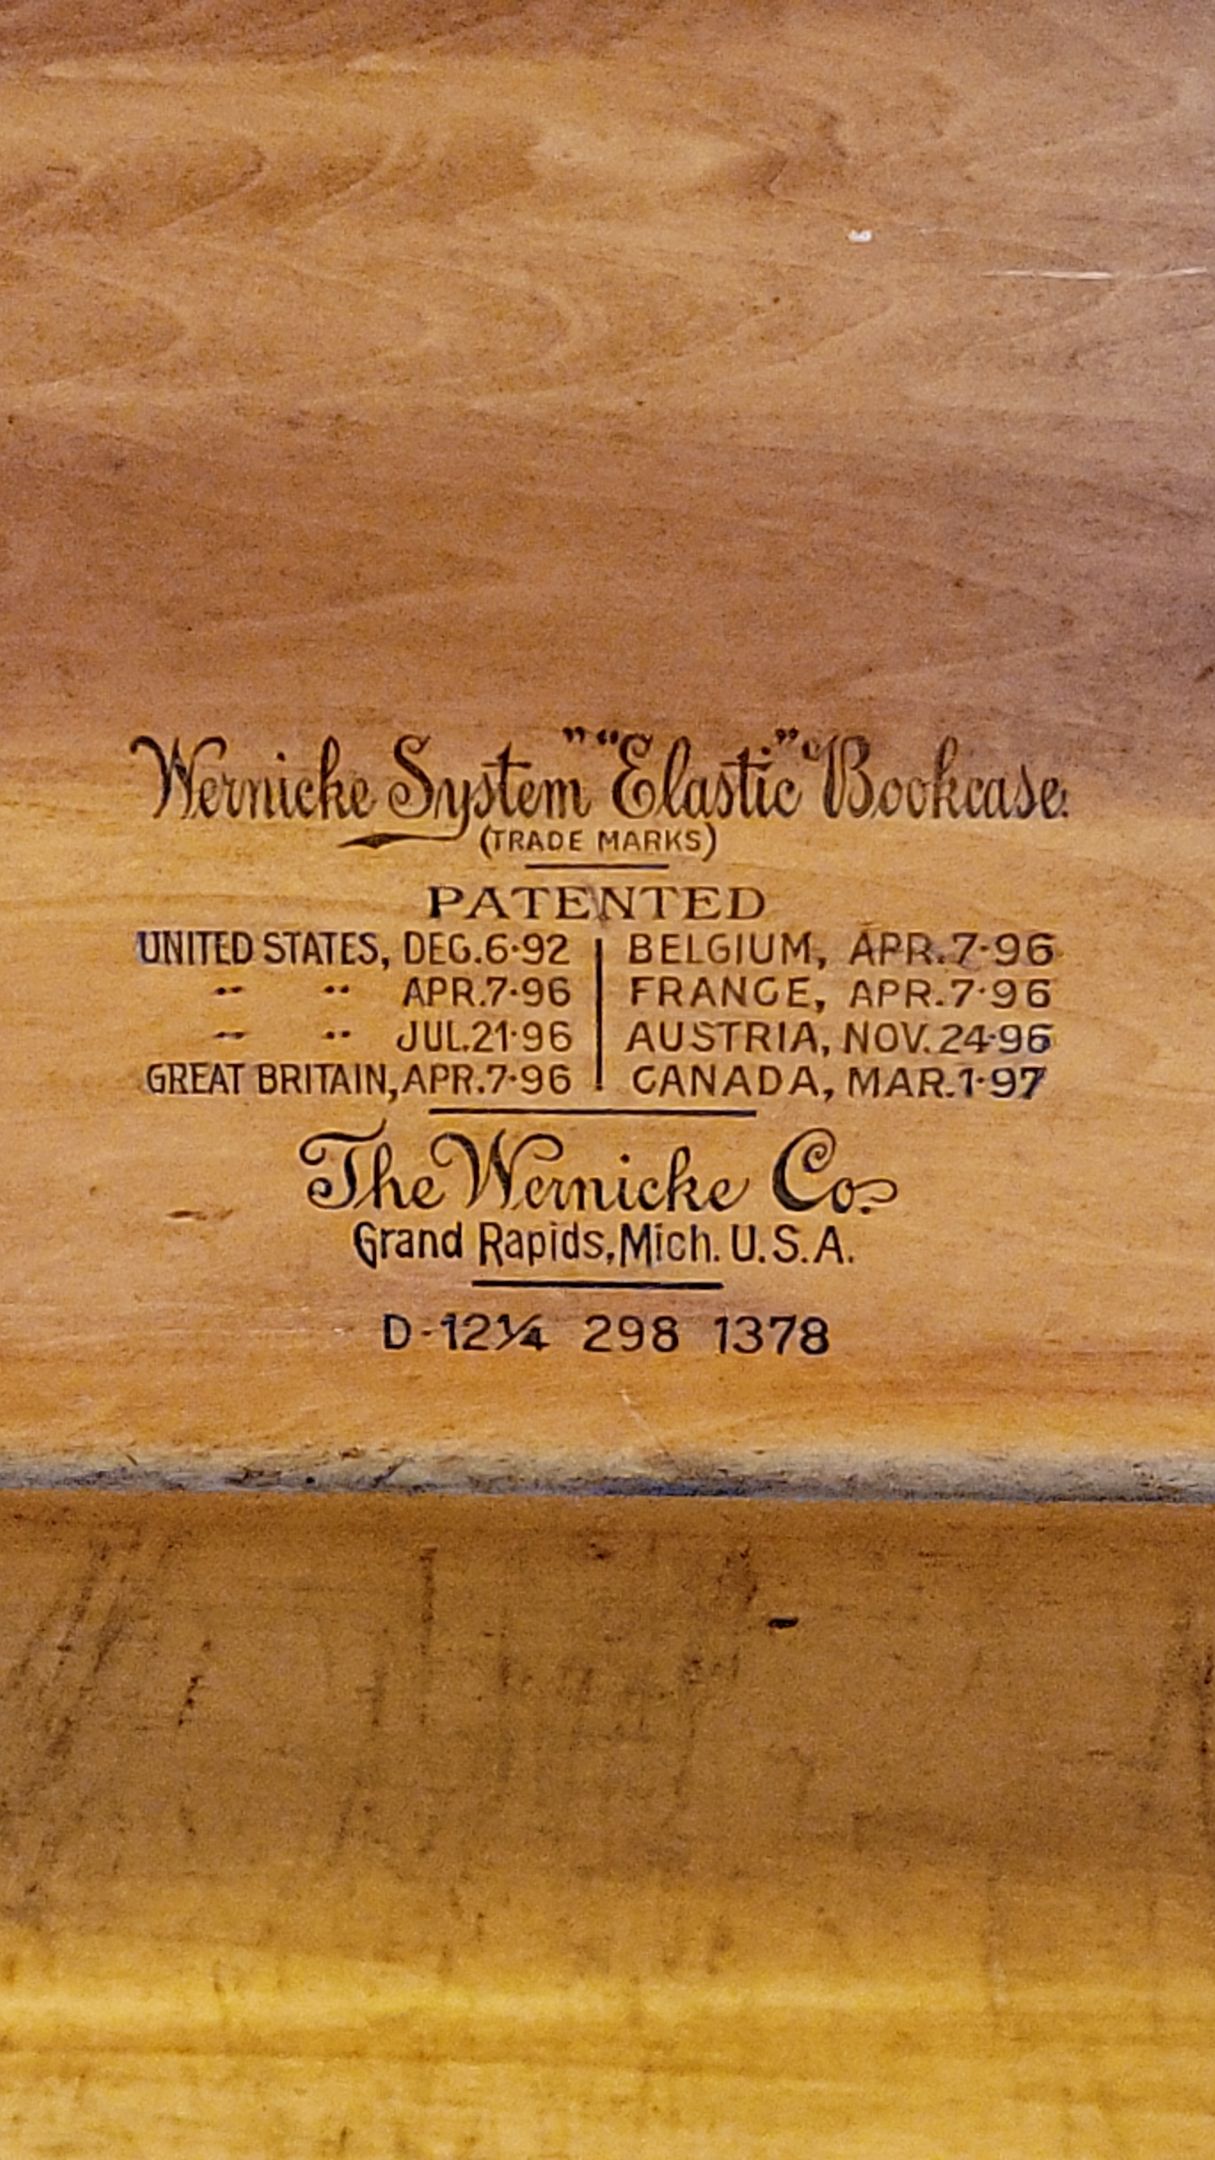 Wernicke System" "Elastic" Bookcase.
(TRADE MARKS)
PATENTED
UNITED STATES, DEC. 6-92 | BELGIUM, APR. 7-96
" " APR. 7-96 | FRANCE, APR. 7-96
" " JUL. 21-96 | AUSTRIA, NOV. 24-96
GREAT BRITAIN, APR. 7-96 | CANADA, MAR. 1-97
The Wernicke Co.
Grand Rapids, Mich. U.S.A.
D-12¼ 298 1378